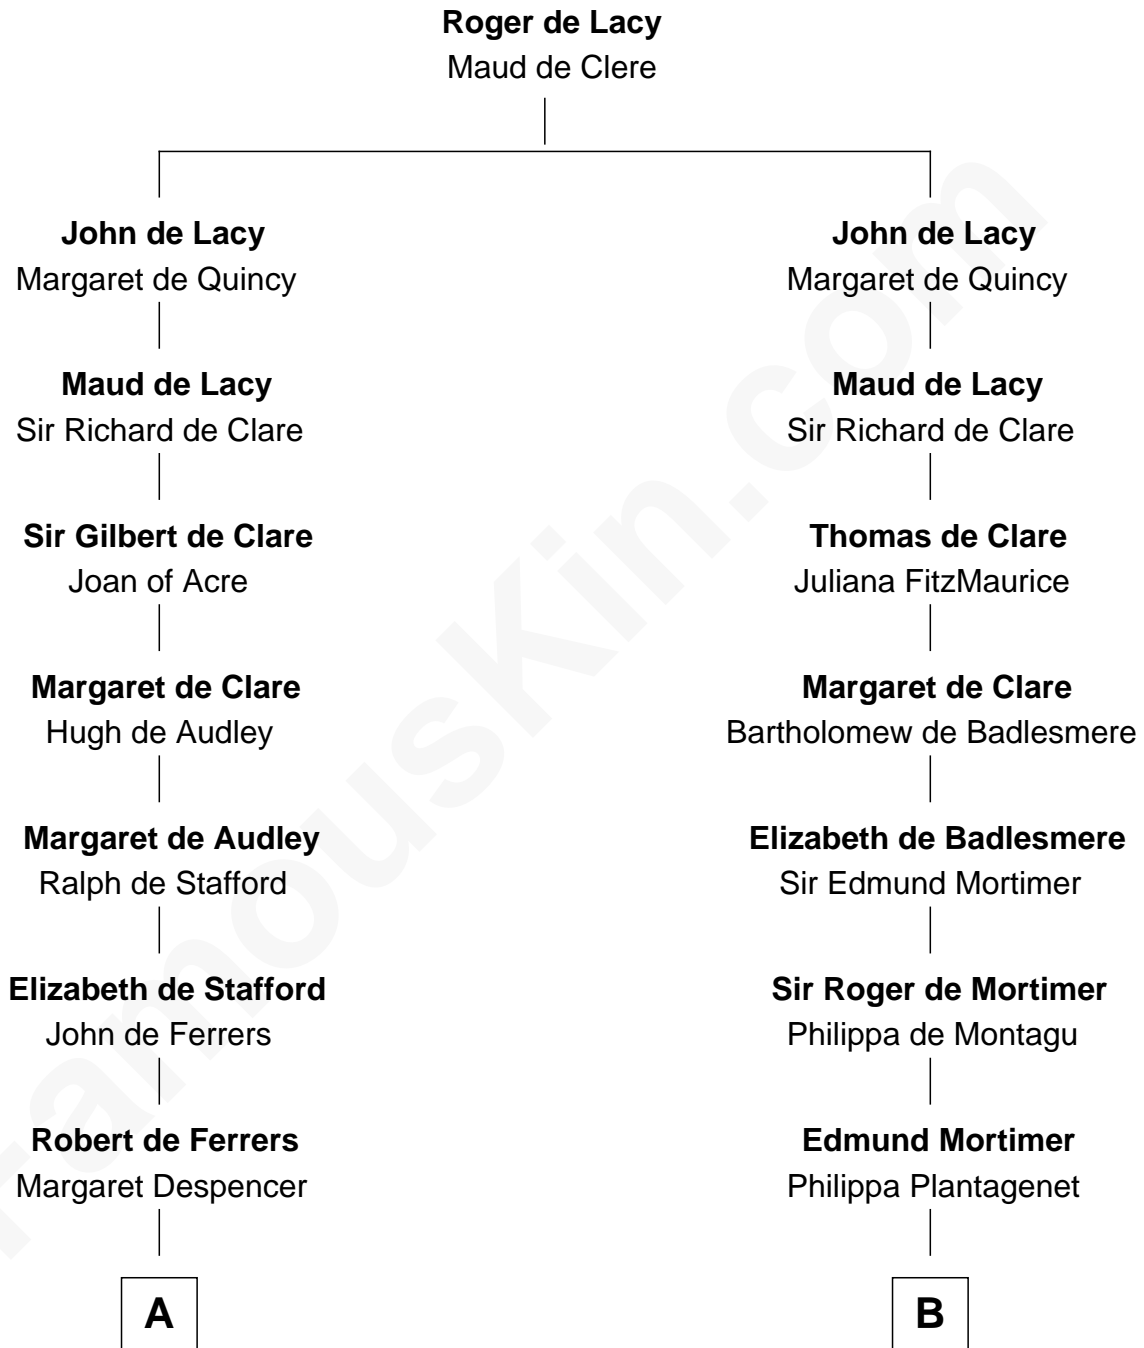 Roger de Lacy
Maud de Clere
John de Lacy
Margaret de Quincy
John de Lacy
Margaret de Quincy
Maud de Lacy
Sir Richard de Clare
Maud de Lacy
Sir Richard de Clare
Sir Gilbert de Clare
Joan of Acre
Thomas de Clare
Juliana FitzMaurice
Margaret de Clare
Hugh de Audley
Margaret de Clare
Bartholomew de Badlesmere
Margaret de Audley
Ralph de Stafford
Elizabeth de Badlesmere
Sir Edmund Mortimer
Elizabeth de Stafford
John de Ferrers
Sir Roger de Mortimer
Philippa de Montagu
Robert de Ferrers
Margaret Despencer
Edmund Mortimer
Philippa Plantagenet
A
B
FamousKin.com